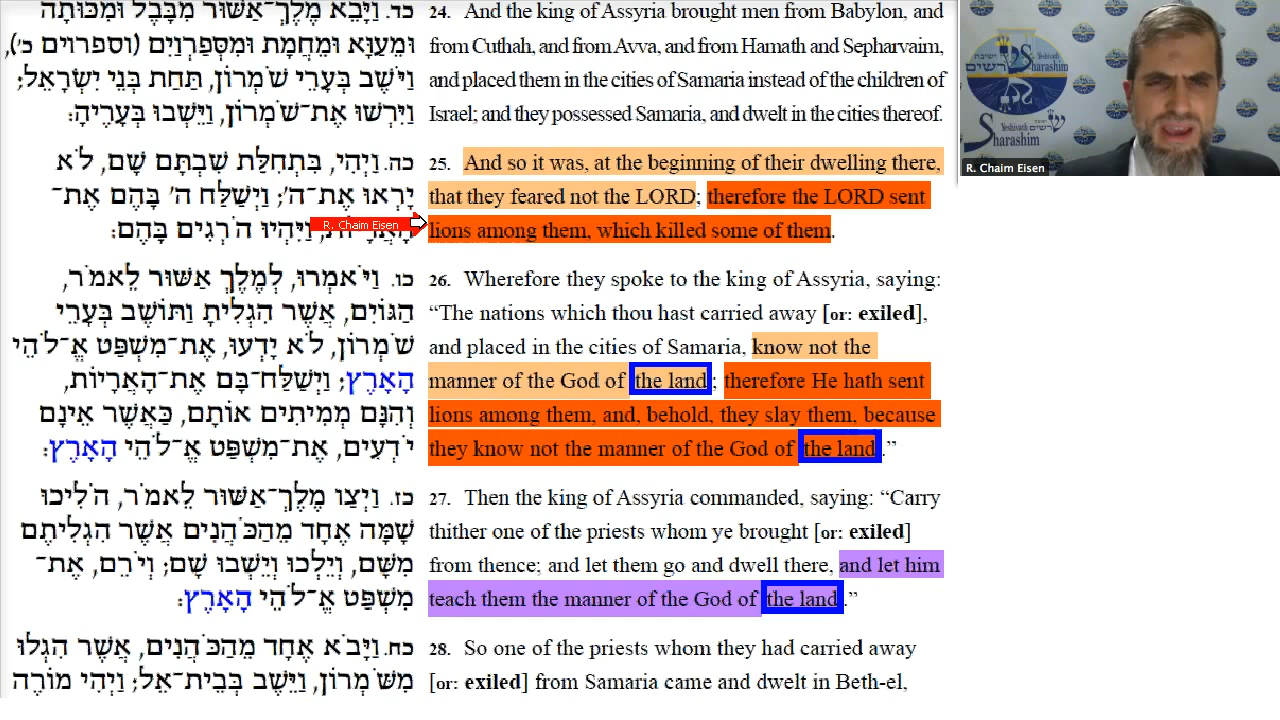 כד. וַיָּבֵא מֶלֶךְ-אַשּׁוּר מִבָּבֶל וּמִכּוּתָה
וּמֵעַוָּא וּמֵחֲמָת וּמִסְּפַרְוַיִם (וספרוים כ׳),
וַיֹּשֶׁב בְּעָרֵי שֹׁמְרוֹן, תַּחַת בְּנֵי יִשְׂרָאֵל;
וַיִּרְשׁוּ אֶת-שֹׁמְרוֹן, וַיֵּשְׁבוּ בְּעָרֶיהָ:
כה. וַיְהִי, בִּתְחִלַּת שִׁבְתָּם שָׁם, לֹא
יָרְאוּ אֶת-ה׳; וַיְשַׁלַּח ה׳ בָּהֶם אֶת-
וַיִּהְיוּ הֹרְגִים בָּהֶם:
כו. וַיֹּאמְרוּ, לְמֶלֶךְ אַשּׁוּר לֵאמֹר,
הַגּוֹיִם אֲשֶׁר הִגְלִיתָ וַתּוֹשֶׁב בְּעָרֵי
שֹׁמְרוֹן, לֹא יָדְעוּ, אֶת-מִשְׁפַּט אֱ-לֹהֵי
הָאָרֶץ; וַיְשַׁלַּח-בָּם אֶת-הָאֲרָיוֹת,
וְהִנָּם מְמִיתִים אוֹתָם, כַּאֲשֶׁר אֵינָם
יֹדְעִים, אֶת-מִשְׁפַּט אֱ-לֹהֵי הָאָרֶץ:
כז. וַיְצַו מֶלֶךְ-אַשּׁוּר לֵאמֹר, הֹלִיכוּ
שָׁמָּה אֶחָד מֵהַכֹּהֲנִים אֲשֶׁר הִגְלִיתֶם
מִשָּׁם, וְיֵלְכוּ וְיֵשְׁבוּ שָׁם; וְיֹרֵם, אֶת-
מִשְׁפַּט אֱ-לֹהֵי הָאָרֶץ:
כח. וַיָּבֹא אֶחָד מֵהַכֹּהֲנִים, אֲשֶׁר הִגְלוּ
מִשֹּׁמְרוֹן, וַיֵּשֶׁב בְּבֵית-אֵל; וַיְהִי מוֹרֶה
24. And the king of Assyria brought men from Babylon, and
from Cuthah, and from Avva, and from Hamath and Sepharvaim,
and placed them in the cities of Samaria instead of the children of
Israel; and they possessed Samaria, and dwelt in the cities thereof.
25. And so it was, at the beginning of their dwelling there,
that they feared not the LORD; therefore the LORD sent
lions among them, which killed some of them.
26. Wherefore they spoke to the king of Assyria, saying:
“The nations which thou hast carried away [or: exiled],
and placed in the cities of Samaria, know not the
manner of the God of the land; therefore He hath sent
lions among them, and, behold, they slay them, because
they know not the manner of the God of the land.”
27. Then the king of Assyria commanded, saying: “Carry
thither one of the priests whom ye brought [or: exiled]
from thence; and let them go and dwell there, and let him
teach them the manner of the God of the land.”
28. So one of the priests whom they had carried away
[or: exiled] from Samaria came and dwelt in Beth-el,
R. Chaim Eisen
ישיבת
שרשים
Yeshivath
Sharashim
Yeshivath
Sharashim
R. Chaim Eisen